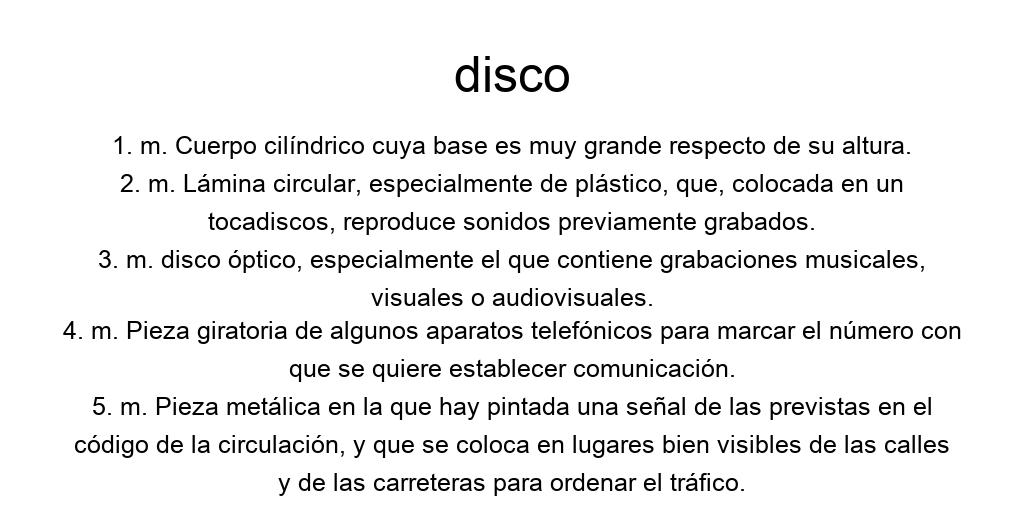 disco
1. m. Cuerpo cilíndrico cuya base es muy grande respecto de su altura.
2. m. Lámina circular, especialmente de plástico, que, colocada en un
tocadiscos, reproduce sonidos previamente grabados.
3. m. disco óptico, especialmente el que contiene grabaciones musicales,
visuales o audiovisuales.
4. m. Pieza giratoria de algunos aparatos telefónicos para marcar el número con
que se quiere establecer comunicación.
5. m. Pieza metálica en la que hay pintada una señal de las previstas en el
código de la circulación, y que se coloca en lugares bien visibles de las calles
y de las carreteras para ordenar el tráfico.